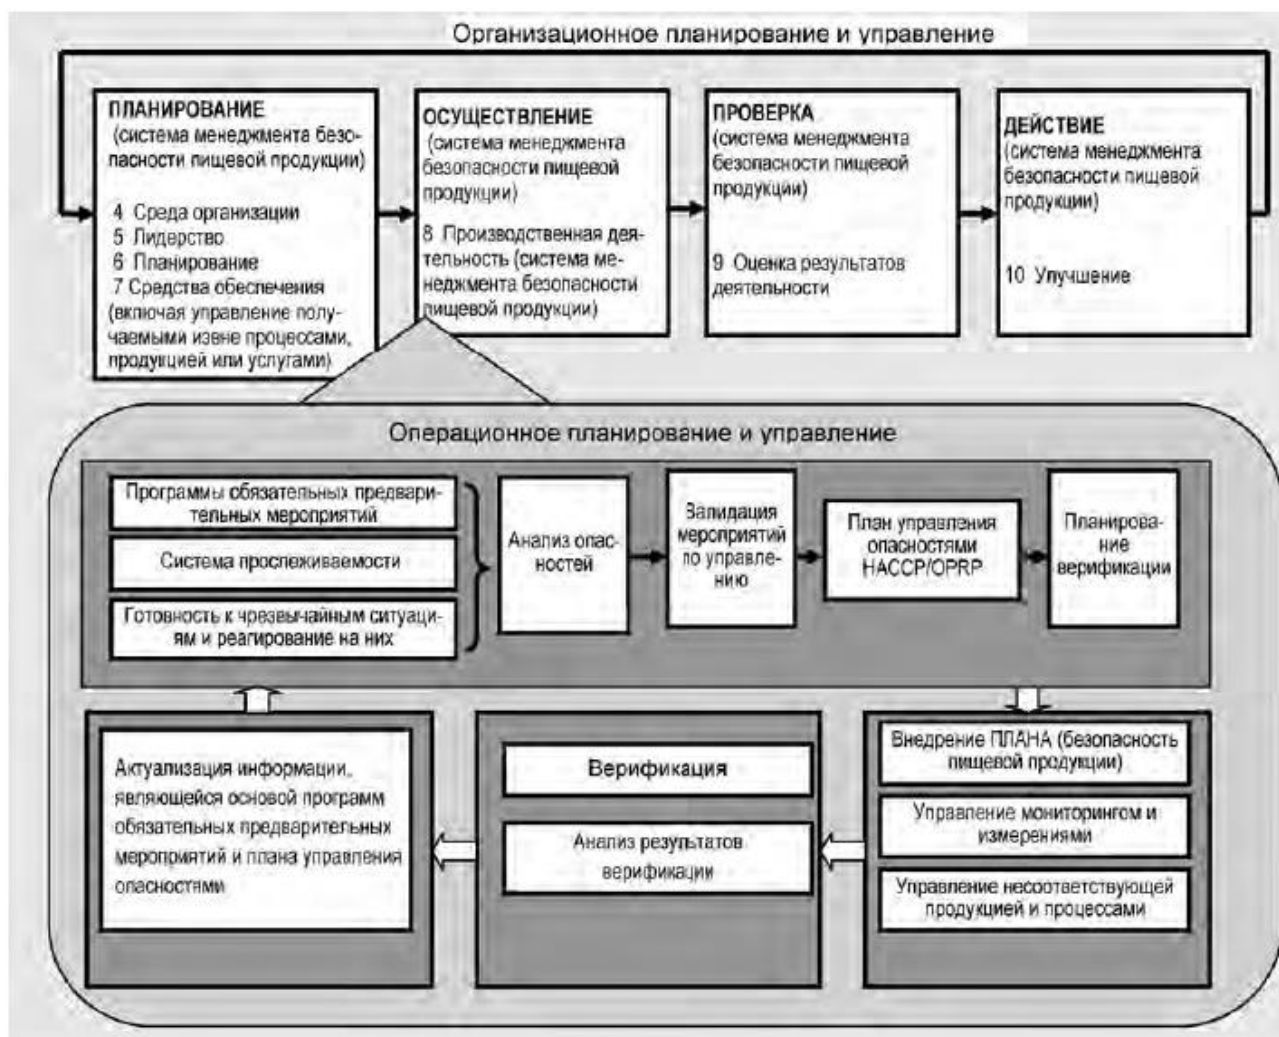 Организационное планирование и управление
ПЛАНИРОВАНИЕ
(система менеджмента безо-
пасности пищевой продукции)
4 Среда организации
5 Лидерство
6 Планирование
7 Средства обеспечения
(включая управление полу-
чаемыми извне процессами,
продукцией или услугами)
ОСУЩЕСТВЛЕНИЕ
(система менеджмента
безопасности пищевой
продукции)
8 Производственная дея-
тельность (система ме-
неджмента безопасности
пищевой продукции)
ПРОВЕРКА
(система менеджмента
безопасности пищевой
продукции)
9 Оценка результатов
деятельности
ДЕЙСТВИЕ
(система менеджмента
безопасности пищевой
продукции)
10 Улучшение
Операционное планирование и управление
Программы обязательных предвари-
тельных мероприятий
Система прослеживаемости
Готовность к чрезвычайным ситуаци-
ям и реагирование на них
Анализ опас-
ностей
Валидация
мероприятий
по управле-
нию
План управления
опасностями
HACCP/OPRP
Планирова-
ние
верификации
Внедрение ПЛАНА (безопасность
пищевой продукции)
Управление мониторингом и
измерениями
Управление несоответствующей
продукцией и процессами
Верификация
Анализ результатов
верификации
Актуализация информации,
являющейся основой программ
обязательных предварительных
мероприятий и плана управления
опасностями